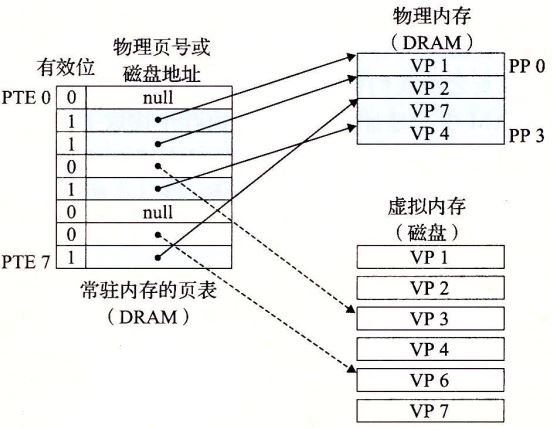 物理页号或
磁盘地址
有效位
PTE 0
0
null
1
1
0
1
0
null
0
PTE 7
1
常驻内存的页表
（DRAM）
物理内存
（DRAM）
VP 1
PP 0
VP 2
VP 7
VP 4
PP 3
虚拟内存
（磁盘）
VP 1
VP 2
VP 3
VP 4
VP 6
VP 7